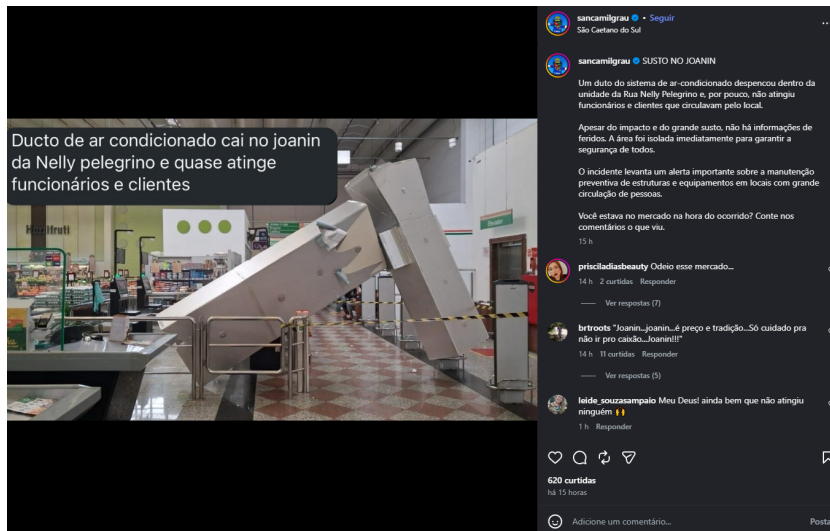 Ducto de ar condicionado cai no joanin
da Nelly pelegrino e quase atinge
funcionários e clientes
sancamilgrau • Seguir
São Caetano do Sul
sancamilgrau SUSTO NO JOANIN
Um duto do sistema de ar-condicionado despencou dentro da
unidade da Rua Nelly Pelegrino e, por pouco, não atingiu
funcionários e clientes que circulavam pelo local.
Apesar do impacto e do grande susto, não há informações de
feridos. A área foi isolada imediatamente para garantir a
segurança de todos.
O incidente levanta um alerta importante sobre a manutenção
preventiva de estruturas e equipamentos em locais com grande
circulação de pessoas.
Você estava no mercado na hora do ocorrido? Conte nos
comentários o que viu.
15 h
prisciladiasbeauty Odeio esse mercado...
14 h 2 curtidas Responder
Ver respostas (7)
brtroots "Joanin...joanin...é preço e tradição...Só cuidado pra
não ir pro caixão...Joanin!!!"
14 h 11 curtidas Responder
Ver respostas (5)
leide_souzasampaio Meu Deus! ainda bem que não atingiu
ninguém 🙌
1 h Responder
620 curtidas
há 15 horas
Adicione um comentário...
Posta